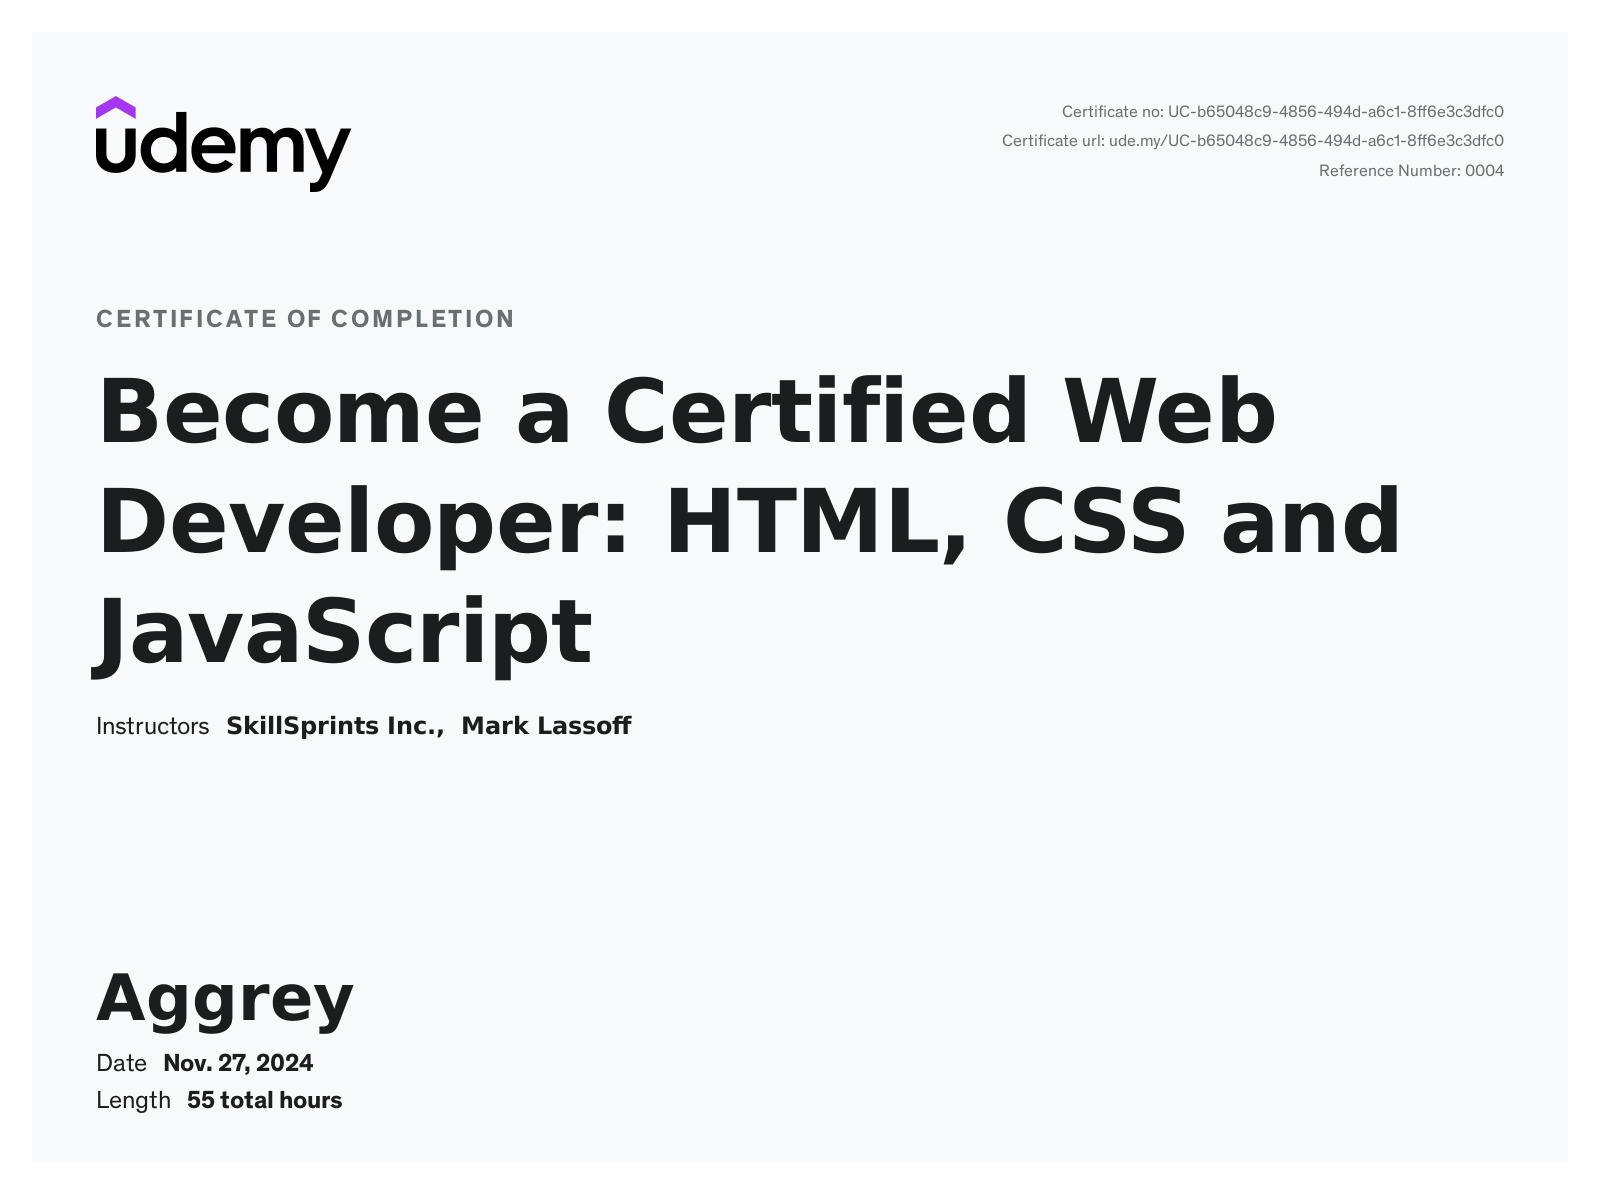 udemy
Certificate no: UC-b65048c9-4856-494d-a6c1-8ff6e3c3dfc0
Certificate url: ude.my/UC-b65048c9-4856-494d-a6c1-8ff6e3c3dfc0
Reference Number: 0004
CERTIFICATE OF COMPLETION
Become a Certified Web
Developer: HTML, CSS and
JavaScript
Instructors SkillSprints Inc., Mark Lassoff
Aggrey
Date Nov. 27, 2024
Length 55 total hours